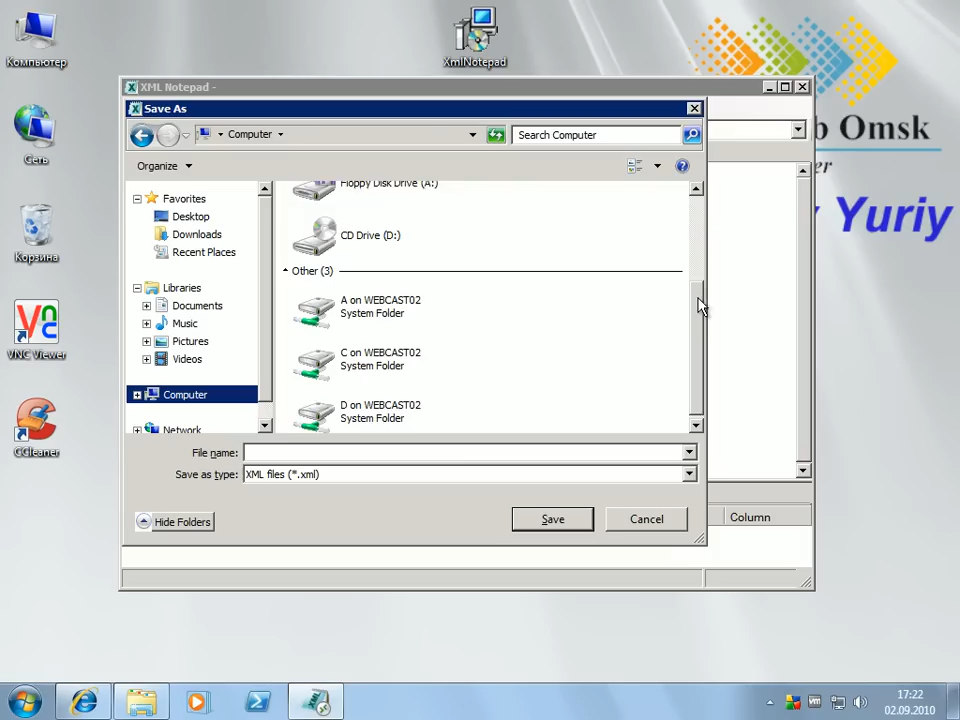 Компьютер
XmlNotepad
XML Notepad -
Save As
Computer
Search Computer
b Omsk
er
Yuriy
Organize
Favorites
Desktop
Downloads
Recent Places
Libraries
Documents
Music
Pictures
Videos
Computer
Network
Floppy Disk Drive (A:)
CD Drive (D:)
Other (3)
A on WEBCAST02
System Folder
C on WEBCAST02
System Folder
D on WEBCAST02
System Folder
File name:
Save as type:
XML files (*.xml)
Hide Folders
Save
Cancel
Column
Сеть
Корзина
VNC Viewer
CCleaner
17:22
02.09.2010